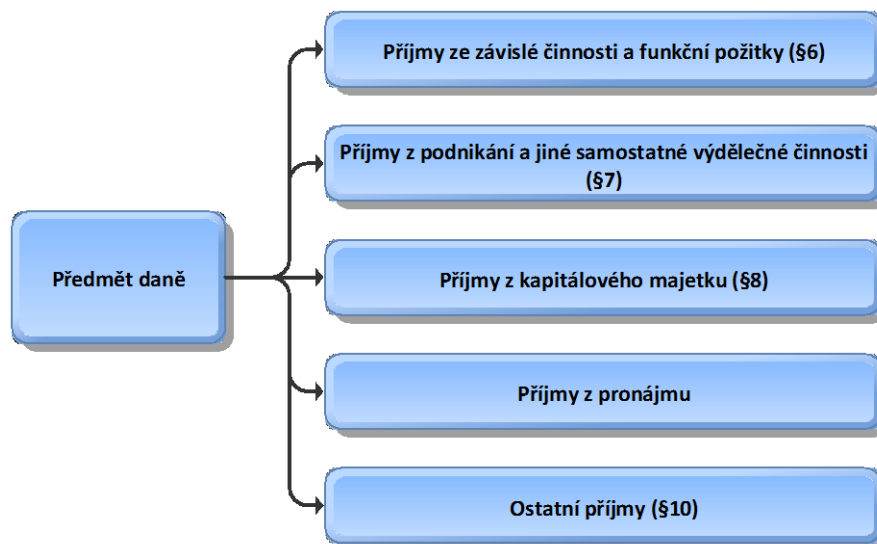 Příjmy ze závislé činnosti a funkční požitky (§6)
Příjmy z podnikání a jiné samostatné výdělečné činnosti
(§7)
Předmět daně
Příjmy z kapitálového majetku (§8)
Příjmy z pronájmu
Ostatní příjmy (§10)